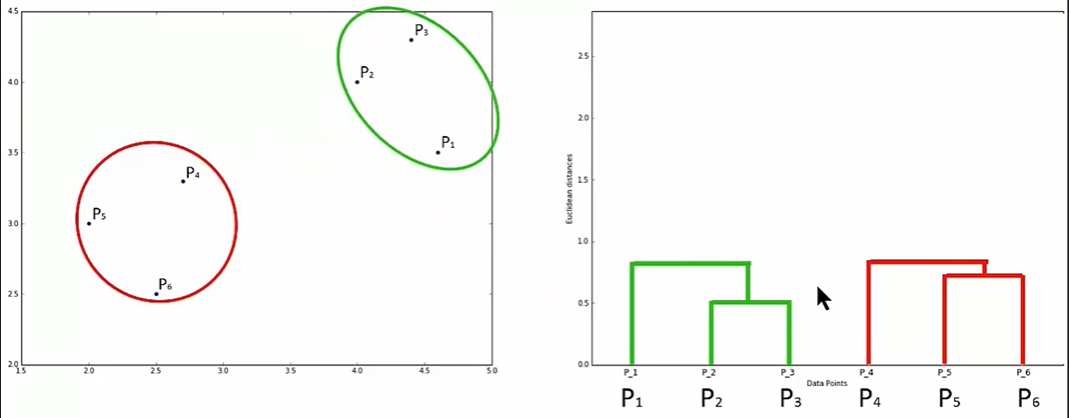 4.5
4.0
3.5
3.0
2.5
2.0
1.5
2.0
2.5
3.0
3.5
4.0
4.5
5.0
P3
P2
P1
P4
P5
P6
2.5
2.0
1.5
1.0
0.5
0.0
Euclidean distances
P_1
P_2
P_3
P_4
P_5
P_6
Data Points
P1
P2
P3
P4
P5
P6